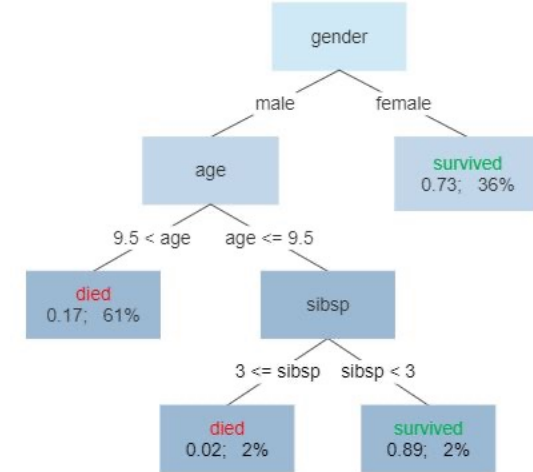 gender
male
female
age
survived
0.73; 36%
9.5 < age
age <= 9.5
died
0.17; 61%
sibsp
3 <= sibsp
sibsp < 3
died
0.02; 2%
survived
0.89; 2%